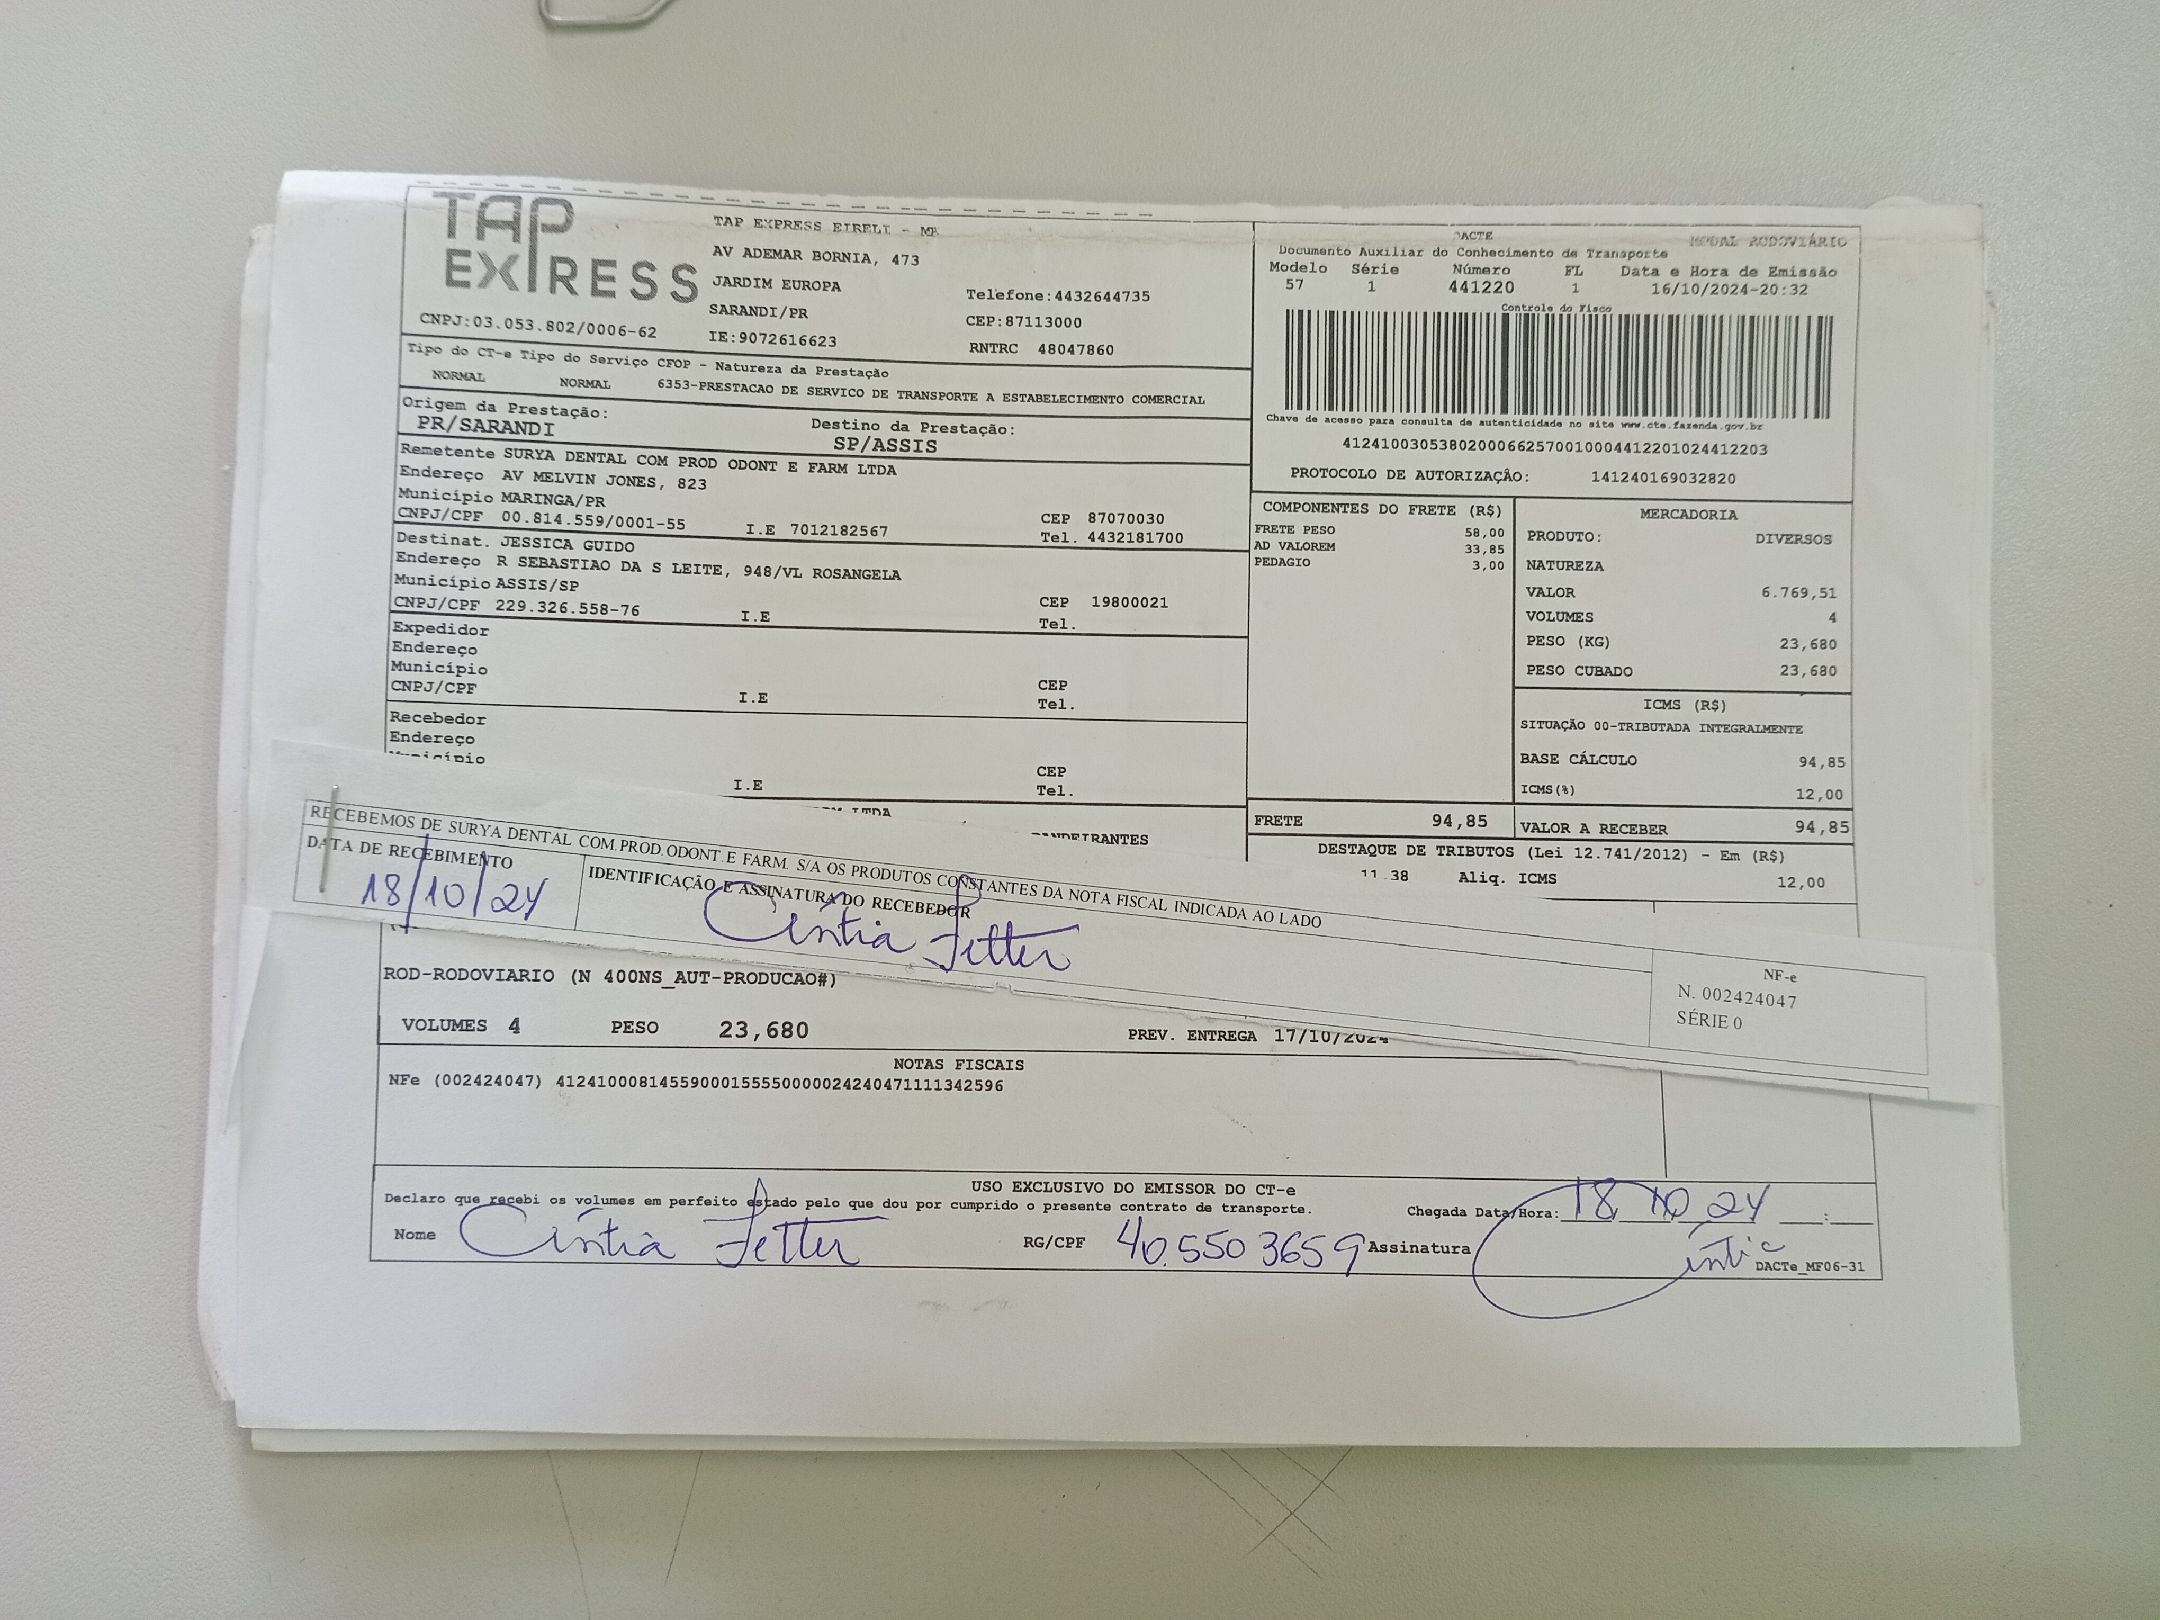 TAP EXPRESS
CNPJ:03.053.802/0006-62
TAP EXPRESS EIRELI - ME
AV ADEMAR BORNIA, 473
JARDIM EUROPA
SARANDI/PR
IE:9072616623
Telefone:4432644735
CEP:87113000
RNTRC 48047860
DACTE MODAL RODOVIÁRIO
Documento Auxiliar do Conhecimento de Transporte
Modelo Série Número FL Data e Hora de Emissão
57 1 441220 1 16/10/2024-20:32
Controle do Fisco
Chave de acesso para consulta de autenticidade no site www.cte.fazenda.gov.br
41241003053802000662570010004412201024412203
PROTOCOLO DE AUTORIZAÇÃO: 141240169032820
Tipo do CT-e Tipo do Serviço CFOP - Natureza da Prestação
NORMAL NORMAL 6353-PRESTACAO DE SERVICO DE TRANSPORTE A ESTABELECIMENTO COMERCIAL
Origem da Prestação: Destino da Prestação:
PR/SARANDI SP/ASSIS
Remetente SURYA DENTAL COM PROD ODONT E FARM LTDA
Endereço AV MELVIN JONES, 823
Município MARINGA/PR CEP 87070030
CNPJ/CPF 00.814.559/0001-55 I.E 7012182567 Tel. 4432181700
Destinat. JESSICA GUIDO
Endereço R SEBASTIAO DA S LEITE, 948/VL ROSANGELA
Município ASSIS/SP CEP 19800021
CNPJ/CPF 229.326.558-76 I.E Tel.
Expedidor
Endereço
Município CEP
CNPJ/CPF I.E Tel.
Recebedor
Endereço
Município CEP
I.E Tel.
LTDA
COMPONENTES DO FRETE (R$)
FRETE PESO 58,00
AD VALOREM 33,85
PEDAGIO 3,00
MERCADORIA
PRODUTO: DIVERSOS
NATUREZA
VALOR 6.769,51
VOLUMES 4
PESO (KG) 23,680
PESO CUBADO 23,680
ICMS (R$)
SITUAÇÃO 00-TRIBUTADA INTEGRALMENTE
BASE CÁLCULO 94,85
ICMS(%) 12,00
FRETE 94,85 VALOR A RECEBER 94,85
DESTAQUE DE TRIBUTOS (Lei 12.741/2012) - Em (R$)
11.38 Aliq. ICMS 12,00
RECEBEMOS DE SURYA DENTAL COM.PROD.ODONT.E FARM. S/A OS PRODUTOS CONSTANTES DA NOTA FISCAL INDICADA AO LADO
DATA DE RECEBIMENTO IDENTIFICAÇÃO E ASSINATURA DO RECEBEDOR
18/10/24 Cíntia Fetter
NF-e
N. 002424047
SÉRIE 0
ROD-RODOVIARIO (N 400NS_AUT-PRODUCAO#)
VOLUMES 4 PESO 23,680 PREV. ENTREGA 17/10/2024
NOTAS FISCAIS
NFe (002424047) 41241000814559000155550000024240471111342596
USO EXCLUSIVO DO EMISSOR DO CT-e
Declaro que recebi os volumes em perfeito estado pelo que dou por cumprido o presente contrato de transporte. Chegada Data/Hora: 18 10 24 __:__
Nome Cíntia Fetter RG/CPF 40.550 3659 Assinatura Cíntia
DACTe_MF06-31